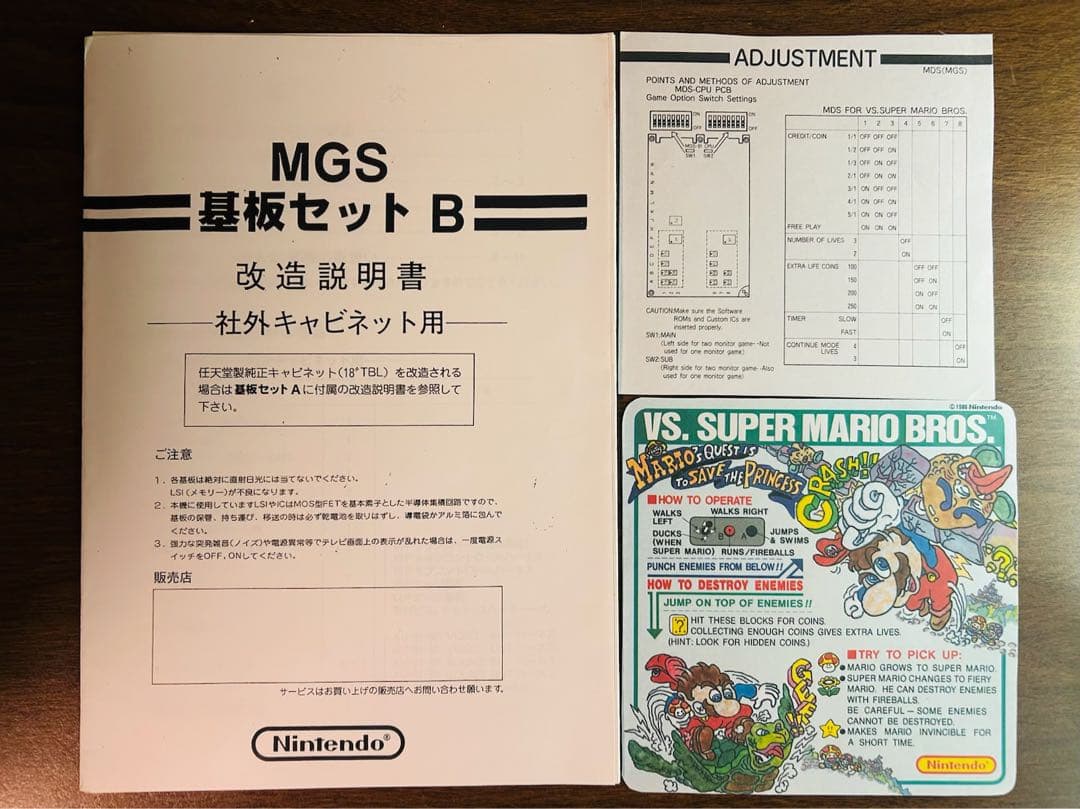 MGS
基板セット B
改造説明書
社外キャビネット用
任天堂製純正キャビネット(18"TBL) を改造される
場合は基板セットAに付属の改造説明書を参照して
下さい。
ご注意
1. 各基板は絶対に直射日光には当てないでください。
LSI(メモリー)が不良になります。
2. 本機に使用していますLSIやICはMOS型FETを基本素子とした半導体集積回路ですので、
基板の保管、持ち運び、移送の時は必ず乾電池を取りはずし、導電袋かアルミ箔に包んで
ください。
3. 強力な突発雑音(ノイズ)や電源異常等でテレビ画面上の表示が乱れた場合は、一度電源ス
イッチをOFF, ONしてください。
販売店
サービスはお買い上げの販売店へお問い合わせ願います。
Nintendo®
ADJUSTMENT
MDS(MGS)
POINTS AND METHODS OF ADJUSTMENT
MDS-CPU PCB
Game Option Switch Settings
MDS FOR VS.SUPER MARIO BROS.
1 2 3 4 5 6 7 8
CREDIT/COIN 1/1 OFF OFF OFF
1/2 OFF OFF ON
1/3 OFF ON OFF
2/1 OFF ON ON
3/1 ON OFF OFF
4/1 ON OFF ON
5/1 ON ON OFF
FREE PLAY ON ON ON
NUMBER OF LIVES 3 OFF
2 ON
EXTRA LIFE COINS 100 OFF OFF
150 OFF ON
200 ON OFF
250 ON ON
TIMER SLOW OFF
FAST ON
CONTINUE MODE 4 OFF
LIVES 3 ON
ON
OFF
ON
OFF
SW1 SW2
CAUTION:Make sure the Software
ROMs and Custom ICs are
inserted properly.
SW1:MAIN
(Left side for two monitor game--Not
used for one monitor game)
SW2:SUB
(Right side for two monitor game--Also
used for one monitor game)
©1986 Nintendo
VS. SUPER MARIO BROS.™
MARIO'S QUEST IS
TO SAVE THE PRINCESS
CRASH!!
■HOW TO OPERATE
WALKS LEFT
WALKS RIGHT
DUCKS
(WHEN
SUPER MARIO)
B A
JUMPS
& SWIMS
RUNS/FIREBALLS
PUNCH ENEMIES FROM BELOW!!
HOW TO DESTROY ENEMIES
JUMP ON TOP OF ENEMIES!!
? HIT THESE BLOCKS FOR COINS.
COLLECTING ENOUGH COINS GIVES EXTRA LIVES.
(HINT: LOOK FOR HIDDEN COINS.)
GEE!!
■TRY TO PICK UP:
●MARIO GROWS TO SUPER MARIO.
●SUPER MARIO CHANGES TO FIERY
MARIO. HE CAN DESTROY ENEMIES
WITH FIREBALLS.
BE CAREFUL – SOME ENEMIES
CANNOT BE DESTROYED.
●MAKES MARIO INVINCIBLE FOR
A SHORT TIME.
Nintendo®